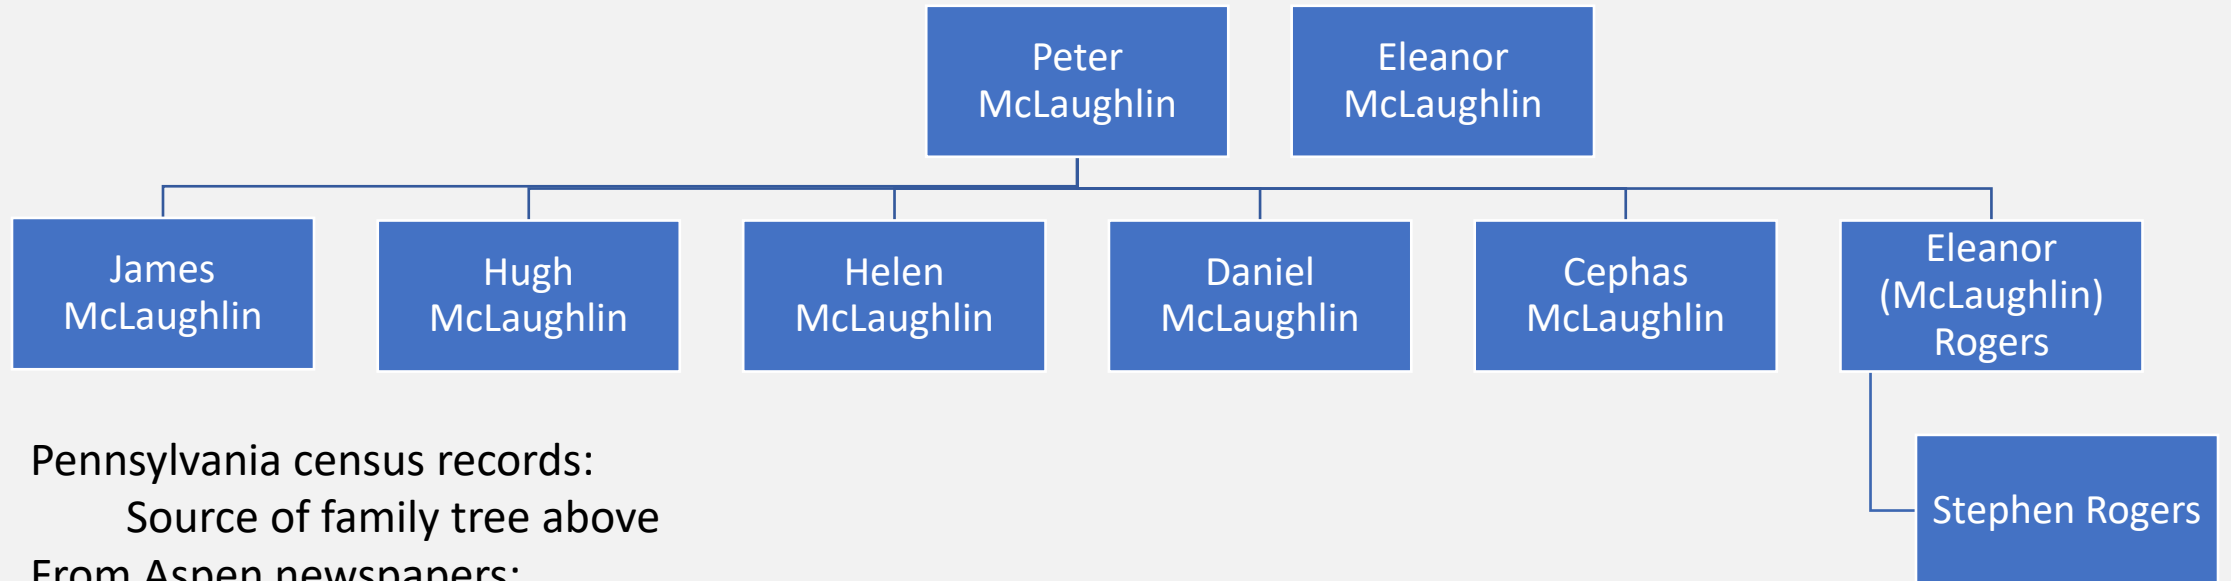 Peter
McLaughlin
Eleanor
McLaughlin
James
McLaughlin
Hugh
McLaughlin
Helen
McLaughlin
Daniel
McLaughlin
Cephas
McLaughlin
Eleanor
(McLaughlin)
Rogers
Stephen Rogers
Pennsylvania census records:
Source of family tree above
From Aspen newspapers: